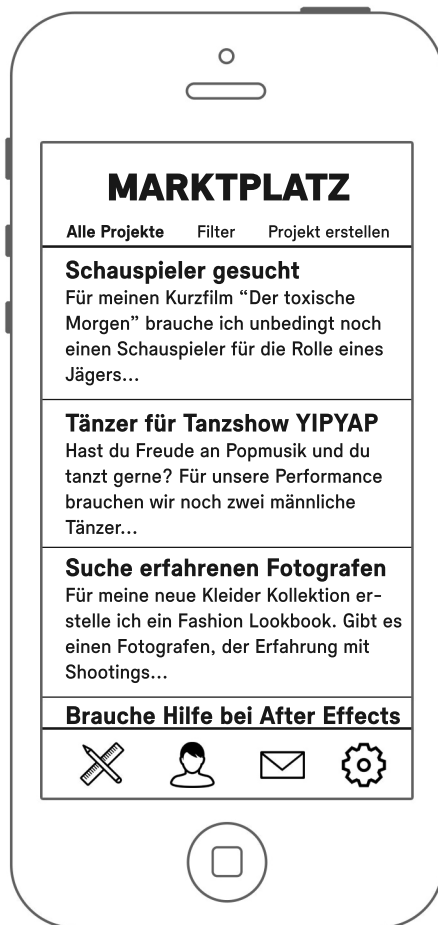 MARKTPLATZ
Alle Projekte Filter Projekt erstellen
Schauspieler gesucht
Für meinen Kurzfilm “Der toxische
Morgen” brauche ich unbedingt noch
einen Schauspieler für die Rolle eines
Jägers...
Tänzer für Tanzshow YIPYAP
Hast du Freude an Popmusik und du
tanzt gerne? Für unsere Performance
brauchen wir noch zwei männliche
Tänzer...
Suche erfahrenen Fotografen
Für meine neue Kleider Kollektion er-
stelle ich ein Fashion Lookbook. Gibt es
einen Fotografen, der Erfahrung mit
Shootings...
Brauche Hilfe bei After Effects